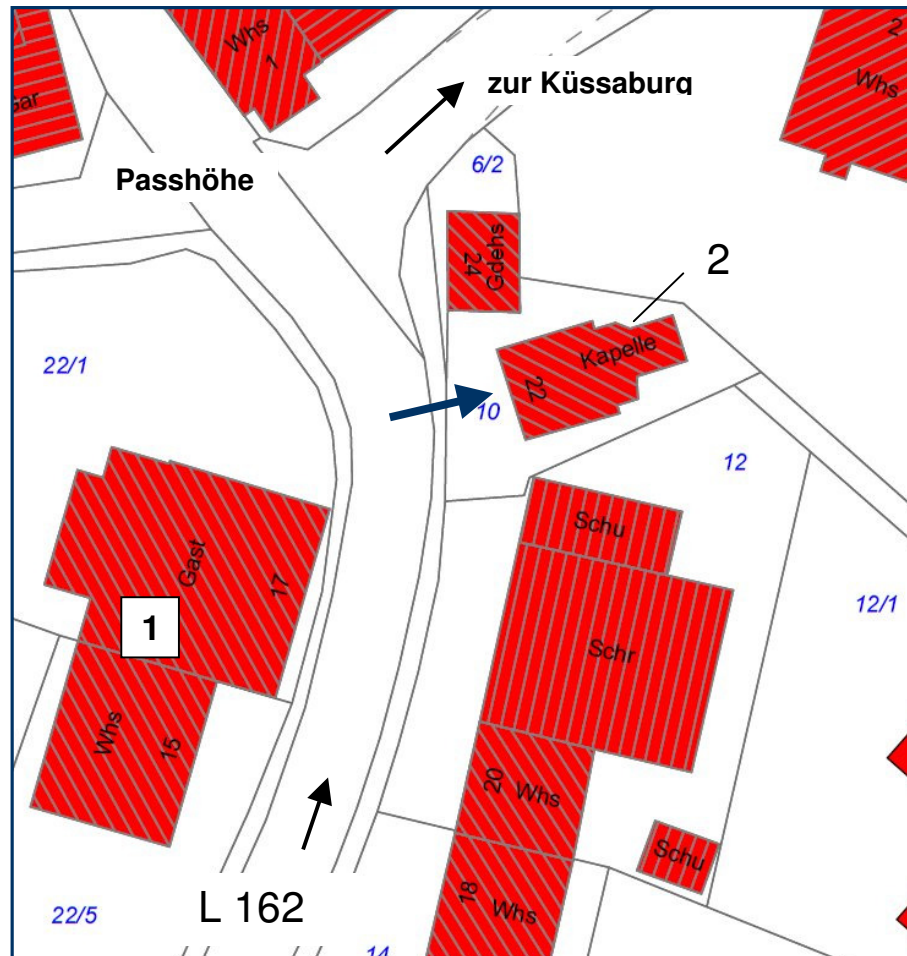 Whs
1
2
Whs
zur Küssaburg
Passhöhe
6/2
Gdehs
24
2
Kapelle
22
22/1
10
12
Schu
Gast
17
12/1
1
Schr
Whs
15
20 Whs
Schu
18
Whs
22/5
L 162
14